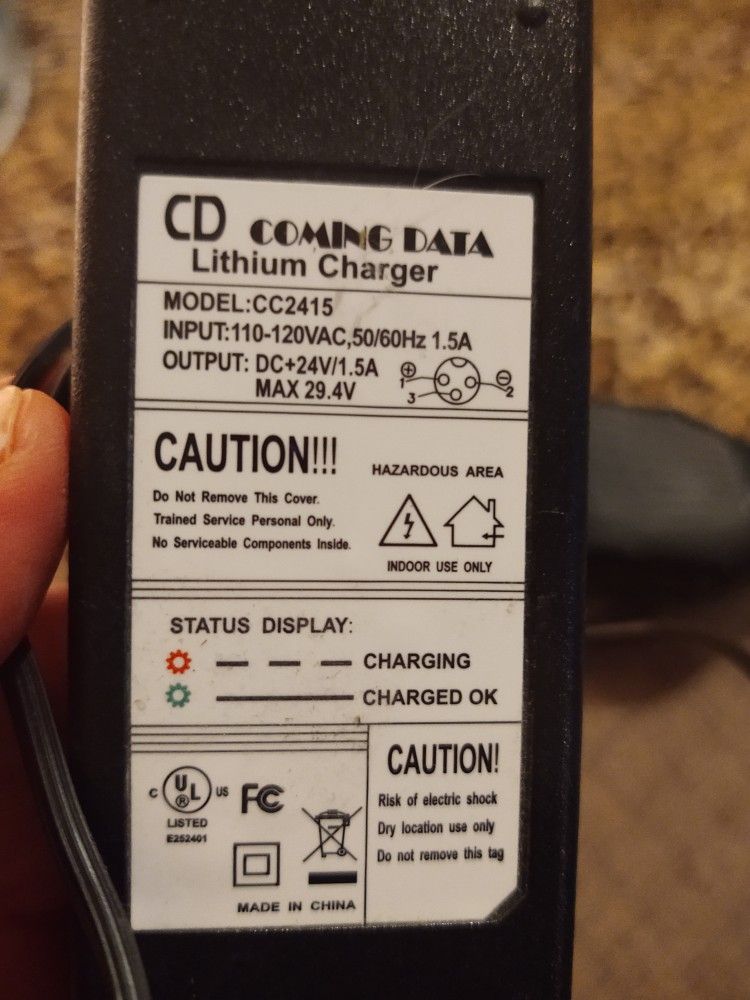 CD COMING DATA
Lithium Charger
MODEL:CC2415
INPUT:110-120VAC,50/60Hz 1.5A
OUTPUT: DC+24V/1.5A
MAX 29.4V
⊕ ⊖
1 2
3
CAUTION!!!
Do Not Remove This Cover.
Trained Service Personal Only.
No Serviceable Components Inside.
HAZARDOUS AREA
INDOOR USE ONLY
STATUS DISPLAY:
CHARGING
CHARGED OK
C UL US
®
LISTED
E252401
FC
MADE IN CHINA
CAUTION!
Risk of electric shock
Dry location use only
Do not remove this tag